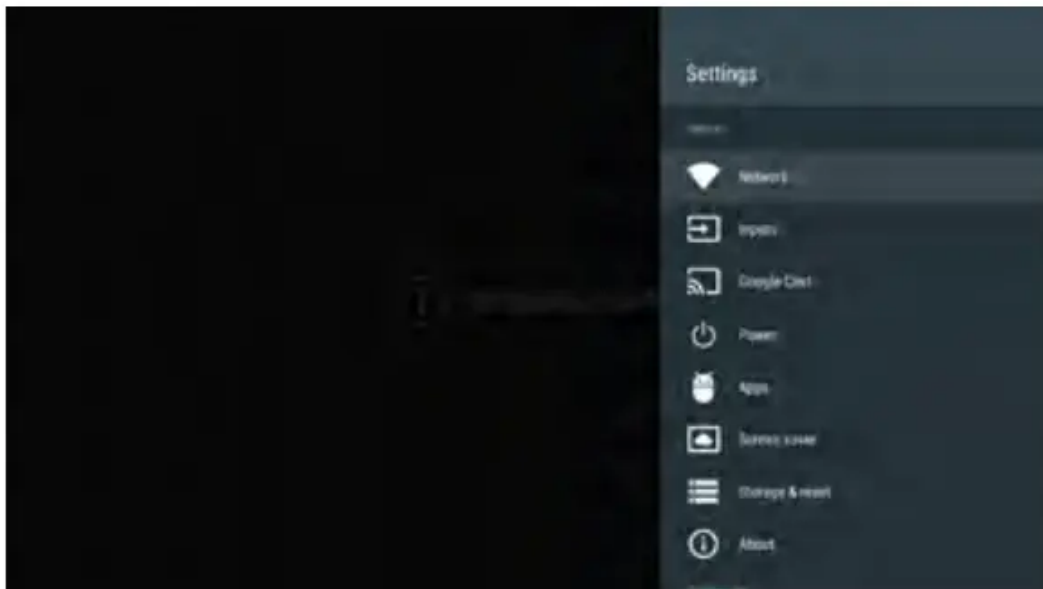 Settings
Network
Inputs
Google Cast
Power
Apps
Screen saver
Storage & reset
About